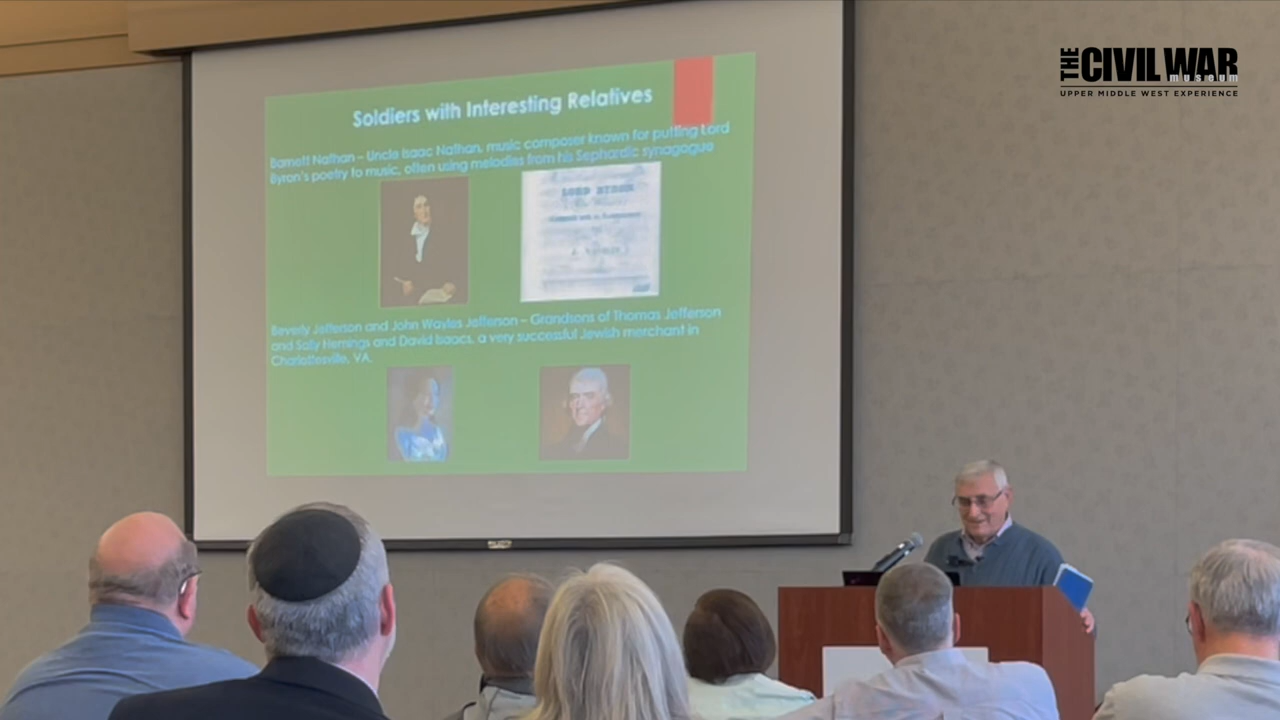 THE CIVIL WAR
museum
UPPER MIDDLE WEST EXPERIENCE
Soldiers with Interesting Relatives
Barnett Nathan – Uncle Isaac Nathan, music composer known for putting Lord
Byron's poetry to music, often using melodies from his Sephardic synagogue
LORD BYRON
Beverly Jefferson and John Wayles Jefferson – Grandsons of Thomas Jefferson
and Sally Hemings and David Isaacs, a very successful Jewish merchant in
Charlottesville, VA.